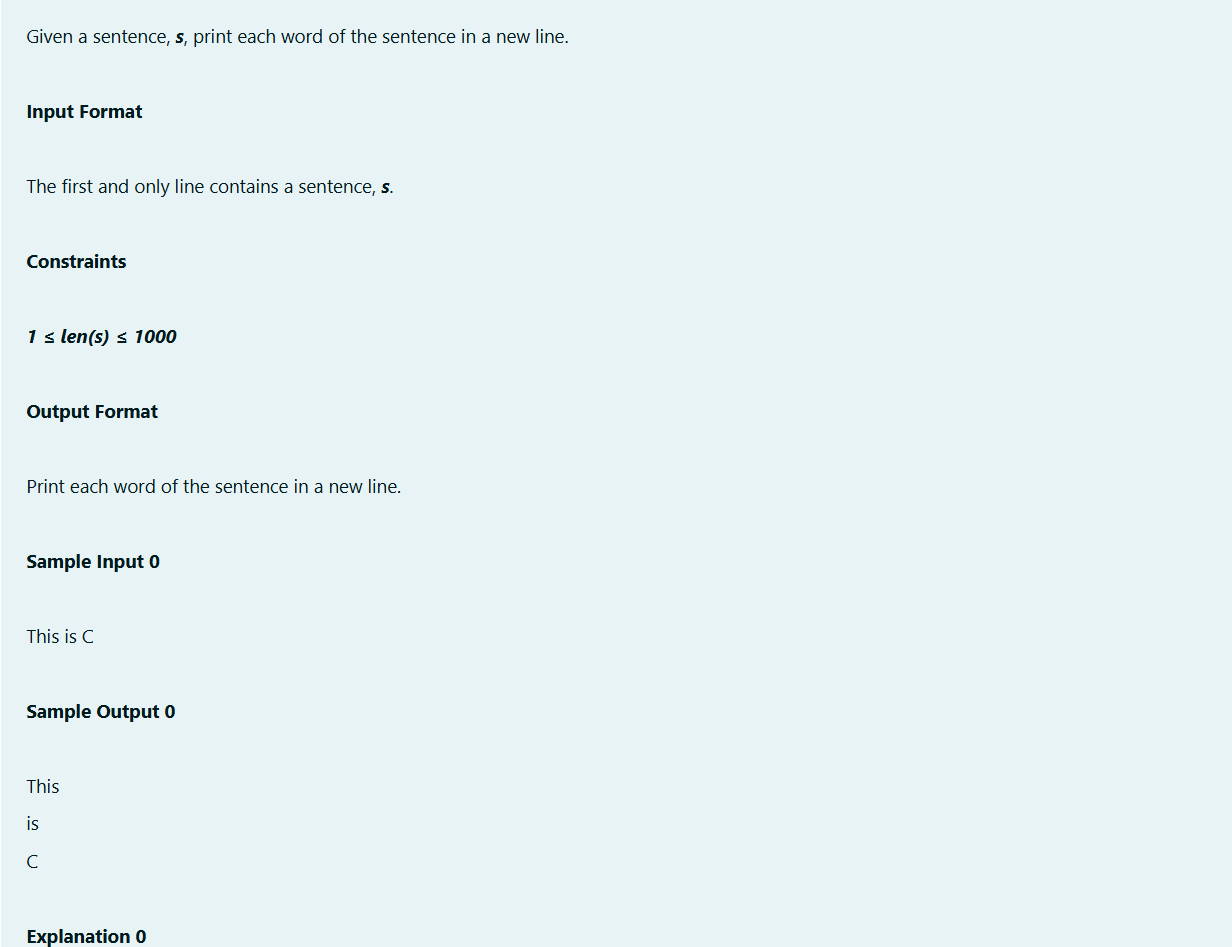 Given a sentence, s, print each word of the sentence in a new line.
Input Format
The first and only line contains a sentence, s.
Constraints
1 ≤ len(s) ≤ 1000
Output Format
Print each word of the sentence in a new line.
Sample Input 0
This is C
Sample Output 0
This
is
C
Explanation 0